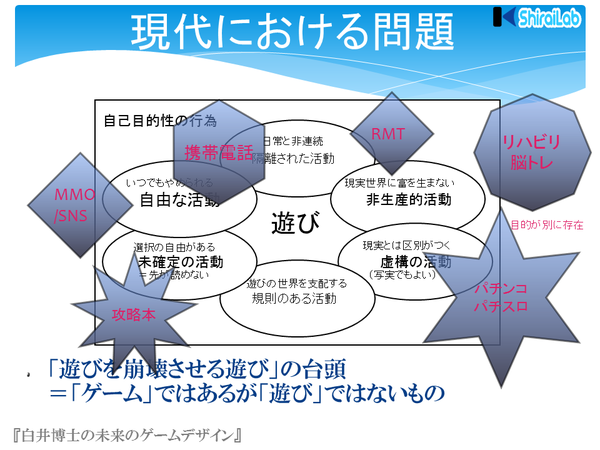 ShiraiLab
現代における問題
自己目的性の行為
日常と非連続
隔離された活動
携帯電話
RMT
リハビリ
脳トレ
MMO
/SNS
いつでもやめられる
自由な活動
現実世界に富を生まない
非生産的活動
遊び
目的が別に存在
選択の自由がある
未確定の活動
＝先が読めない
現実とは区別がつく
虚構の活動
（写実でもよい）
遊びの世界を支配する
規則のある活動
攻略本
パチンコ
パチスロ
「遊びを崩壊させる遊び」の台頭
＝「ゲーム」ではあるが「遊び」ではないもの
『白井博士の未来のゲームデザイン』